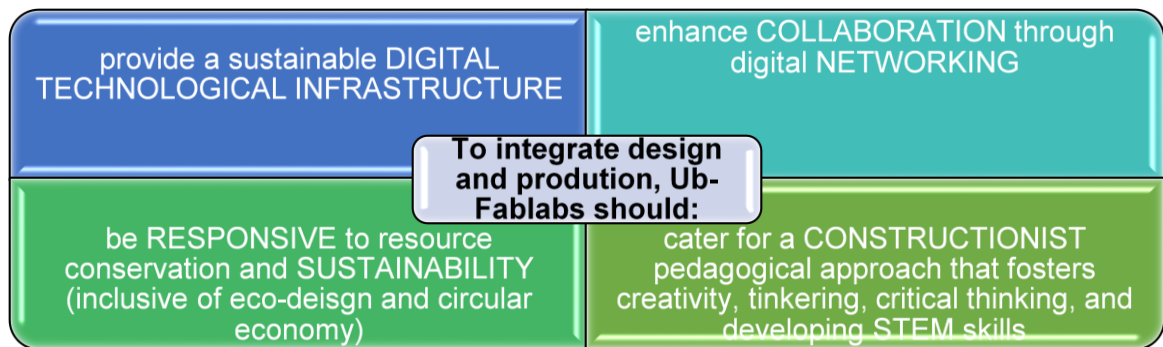 provide a sustainable DIGITAL
TECHNOLOGICAL INFRASTRUCTURE
enhance COLLABORATION through
digital NETWORKING
To integrate design
and prodution, Ub-
Fablabs should:
be RESPONSIVE to resource
conservation and SUSTAINABILITY
(inclusive of eco-deisgn and circular
economy)
cater for a CONSTRUCTIONIST
pedagogical approach that fosters
creativity, tinkering, critical thinking, and
developing STEM skills